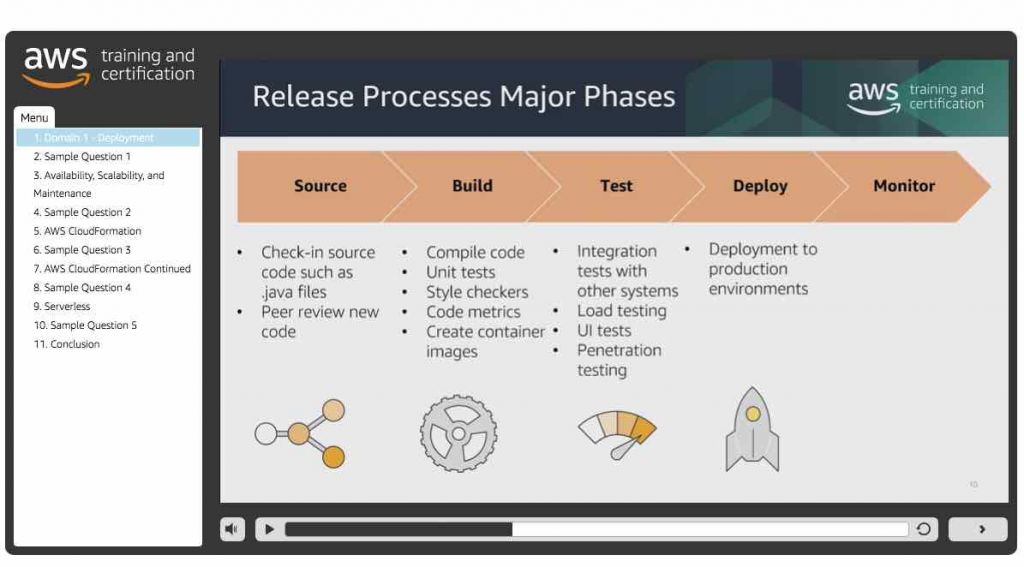 aws training and
certification
Menu
1. Domain 1 - Deployment
2. Sample Question 1
3. Availability, Scalability, and
Maintenance
4. Sample Question 2
5. AWS CloudFormation
6. Sample Question 3
7. AWS CloudFormation Continued
8. Sample Question 4
9. Serverless
10. Sample Question 5
11. Conclusion
Release Processes Major Phases
aws training and
certification
Source
Build
Test
Deploy
Monitor
• Check-in source
code such as
.java files
• Peer review new
code
• Compile code
• Unit tests
• Style checkers
• Code metrics
• Create container
images
• Integration
tests with
other systems
• Load testing
• UI tests
• Penetration
testing
• Deployment to
production
environments
10